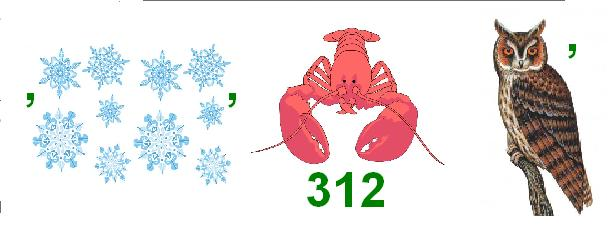 , , ,
312